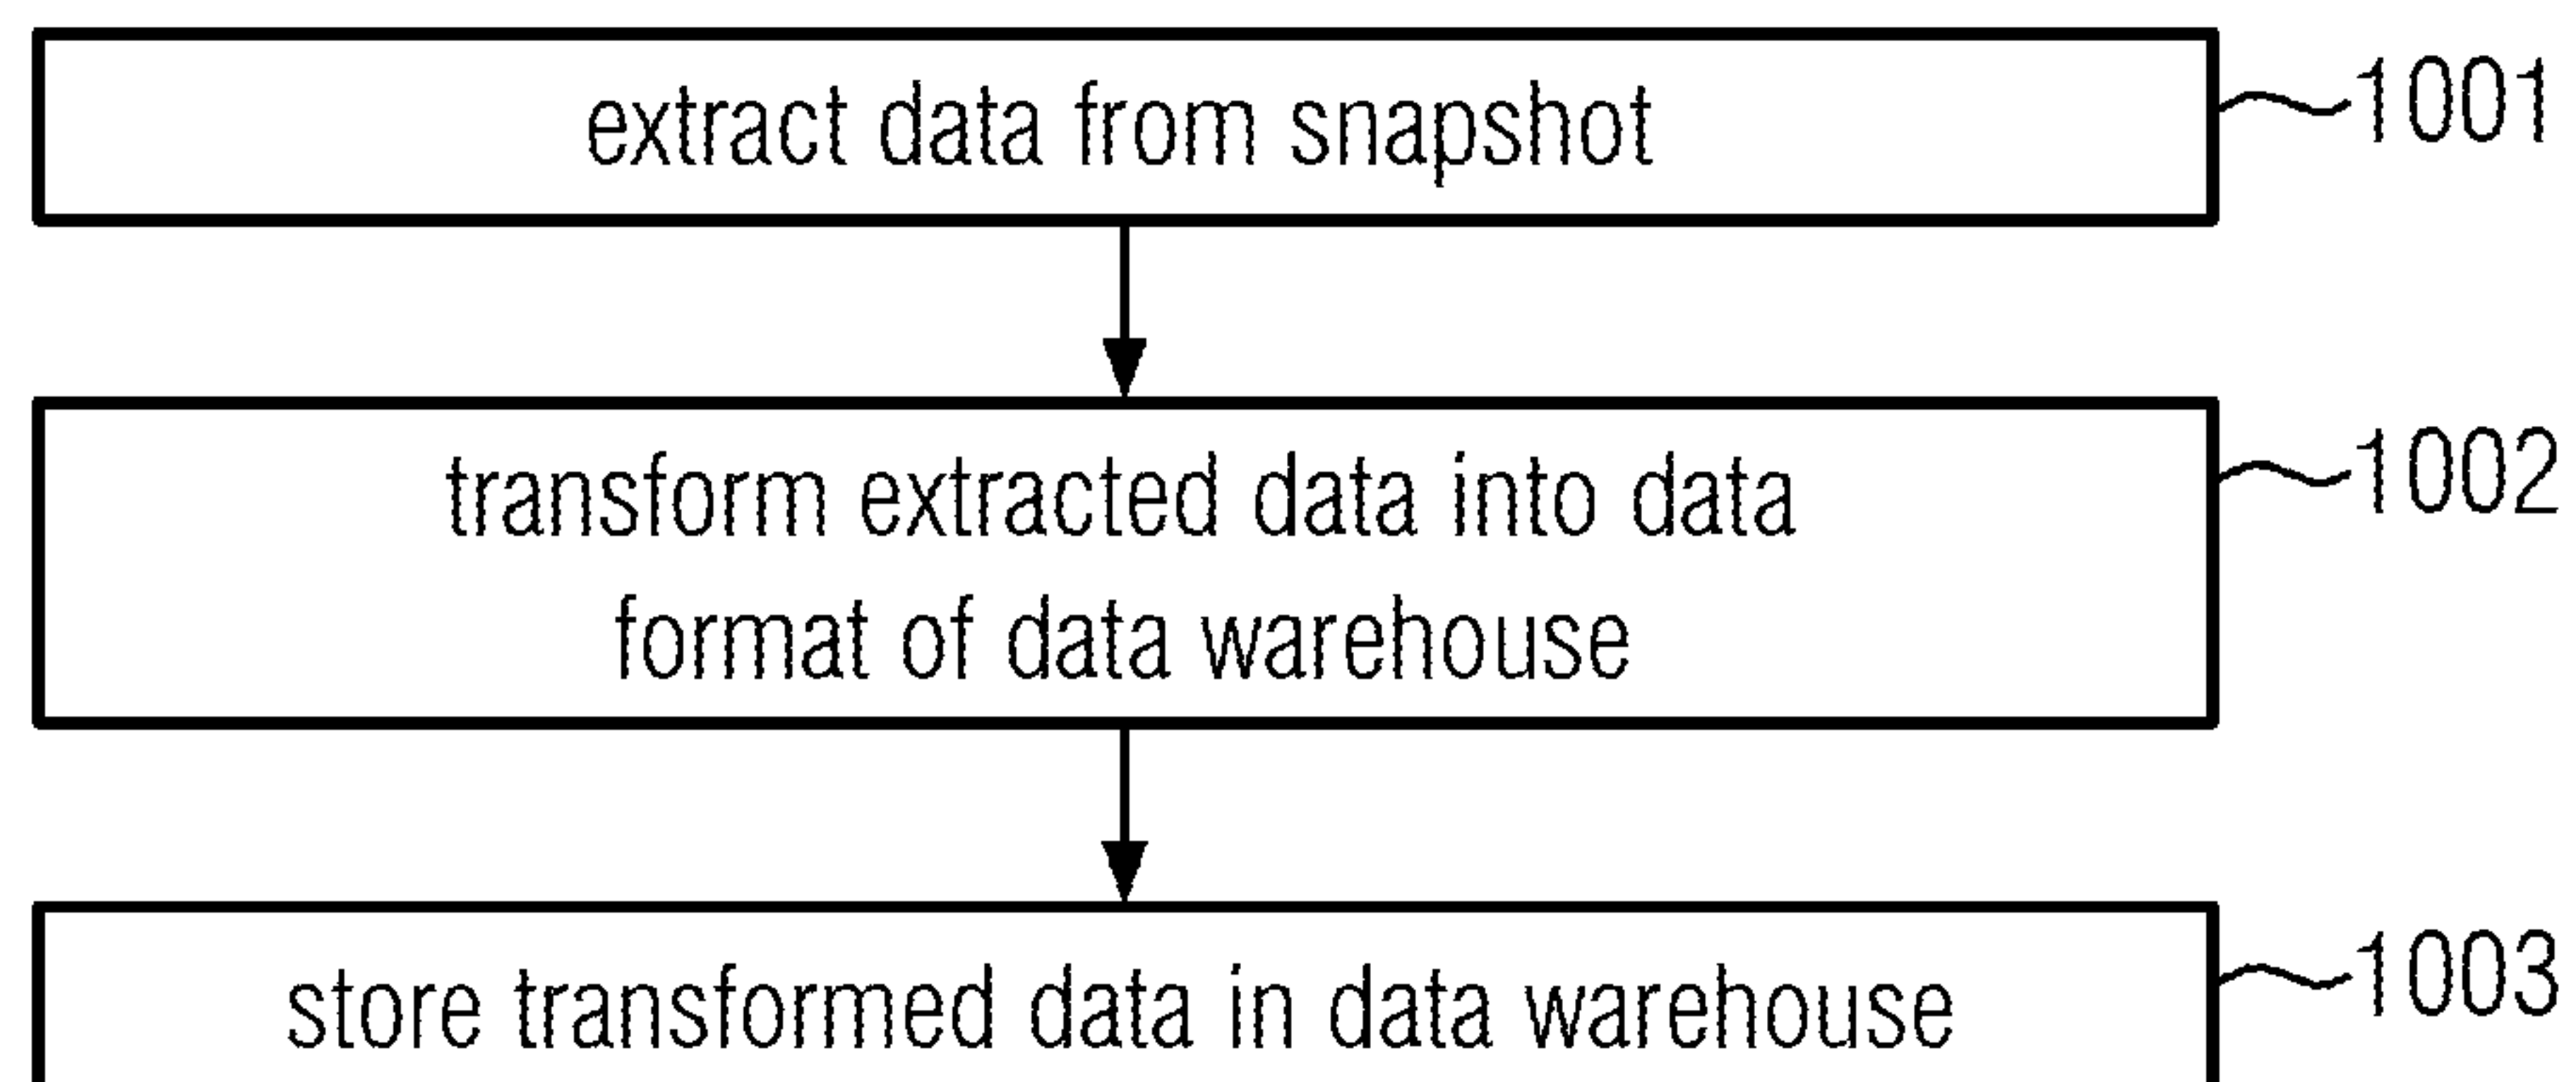 extract data from snapshot
1001
transform extracted data into data
format of data warehouse
1002
store transformed data in data warehouse
1003